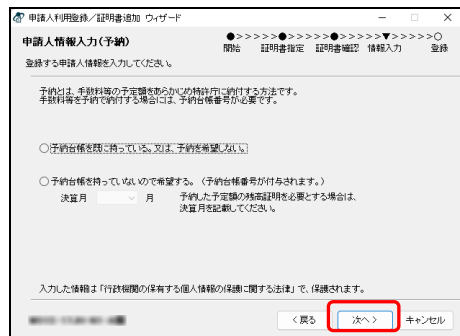 申請人利用登録／証明書追加 ウィザード
申請人情報入力(予納)
●>>>>>●>>>>>●>>>>>▼>>>>>○
開始 証明書指定 証明書確認 情報入力 登録
登録する申請人情報を入力してください。
予納とは、手数料等の予定額をあらかじめ特許庁に納付する方法です。
手数料等を予納で納付する場合には、予納台帳番号が必要です。
予納台帳を既に持っている。又は、予納を希望しない。
予納台帳を持っていないので希望する。（予納台帳番号が付与されます。）
決算月 月 予納した予定額の残高証明を必要とする場合は、
決算月を記載してください。
入力した情報は「行政機関の保有する個人情報の保護に関する法律」で、保護されます。
<戻る 次へ> キャンセル